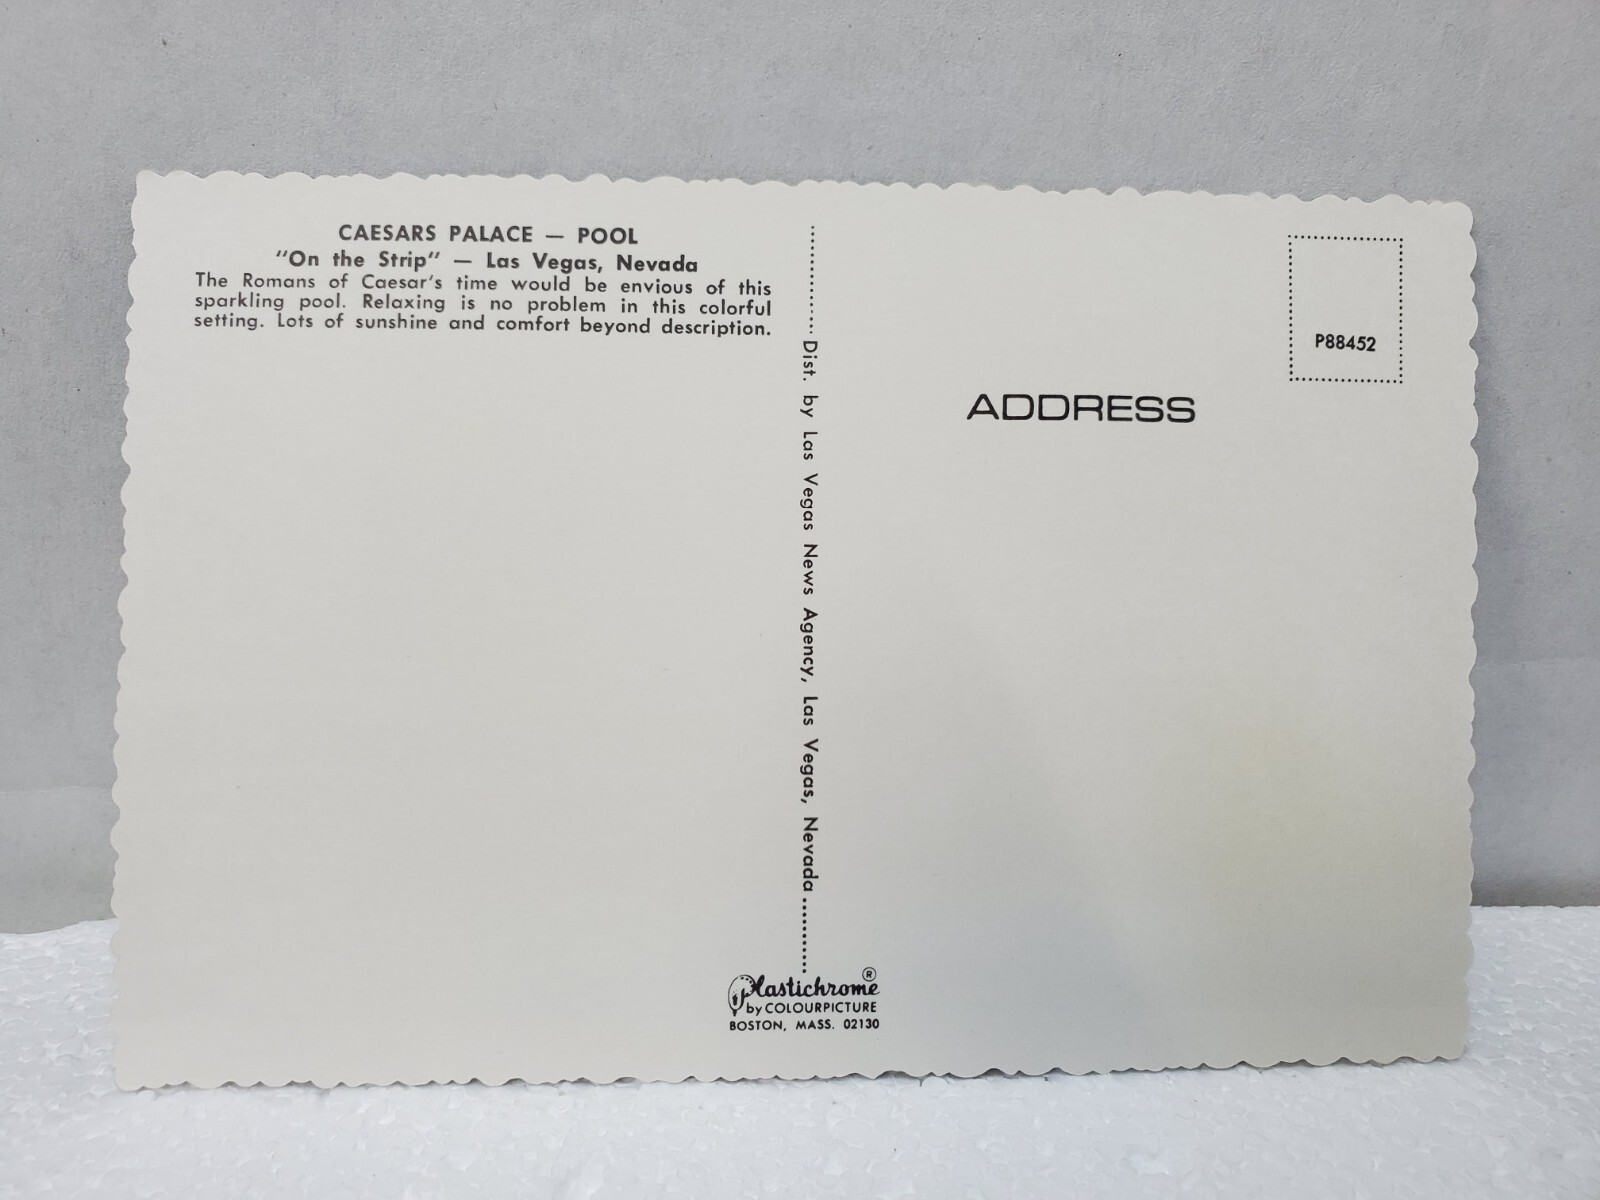 CAESARS PALACE — POOL
"On the Strip" — Las Vegas, Nevada
The Romans of Caesar's time would be envious of this
sparkling pool. Relaxing is no problem in this colorful
setting. Lots of sunshine and comfort beyond description.
Dist. by Las Vegas News Agency, Las Vegas, Nevada
P88452
ADDRESS
Plastichrome ®
by COLOURPICTURE
BOSTON, MASS. 02130